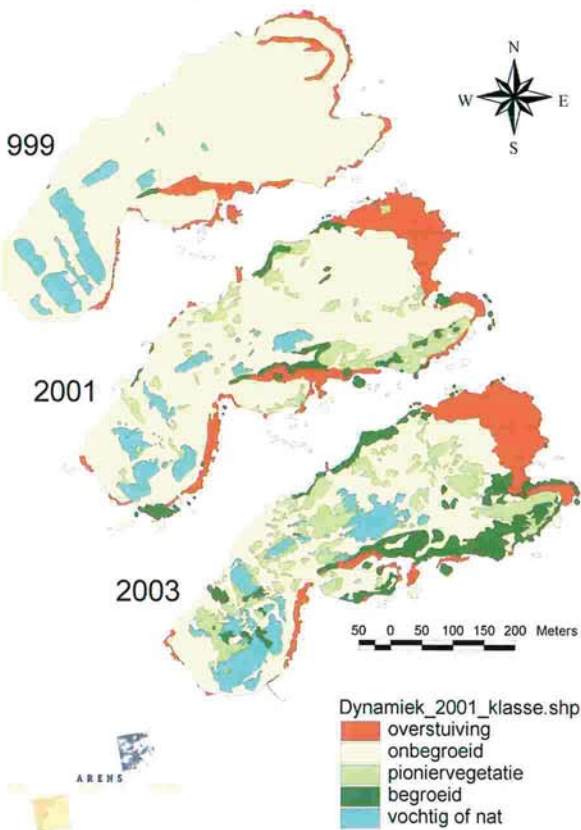 N
W E
S
999
2001
2003
50 0 50 100 150 200 Meters
Dynamiek_2001_klasse.shp
overstuiving
onbegroeid
pioniervegetatie
begroeid
vochtig of nat
ARENS